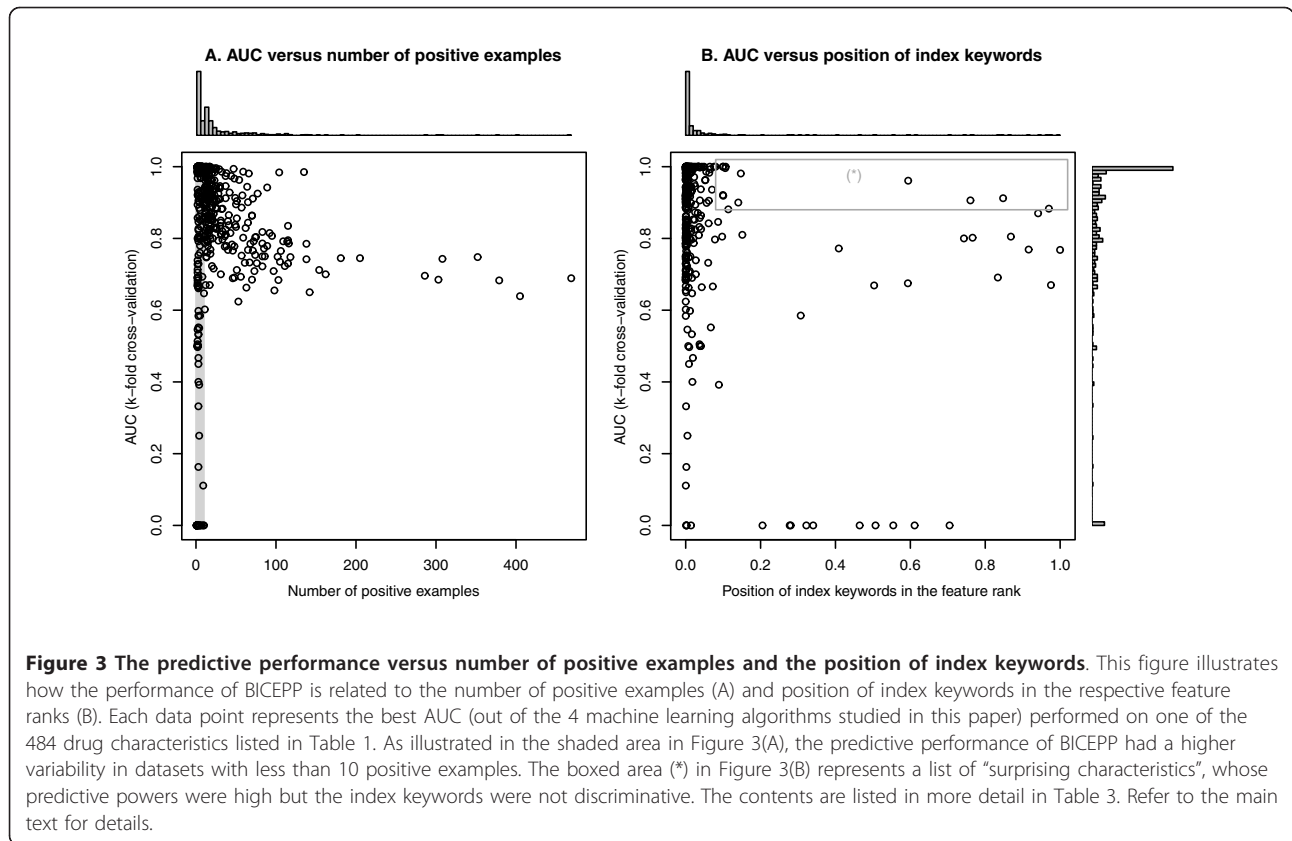 A. AUC versus number of positive examples
B. AUC versus position of index keywords
AUC (k−fold cross−validation)
0.0 0.2 0.4 0.6 0.8 1.0
0 100 200 300 400
Number of positive examples
AUC (k−fold cross−validation)
0.0 0.2 0.4 0.6 0.8 1.0
(*)
0.0 0.2 0.4 0.6 0.8 1.0
Position of index keywords in the feature rank
Figure 3 The predictive performance versus number of positive examples and the position of index keywords. This figure illustrates
how the performance of BICEPP is related to the number of positive examples (A) and position of index keywords in the respective feature
ranks (B). Each data point represents the best AUC (out of the 4 machine learning algorithms studied in this paper) performed on one of the
484 drug characteristics listed in Table 1. As illustrated in the shaded area in Figure 3(A), the predictive performance of BICEPP had a higher
variability in datasets with less than 10 positive examples. The boxed area (*) in Figure 3(B) represents a list of “surprising characteristics”, whose
predictive powers were high but the index keywords were not discriminative. The contents are listed in more detail in Table 3. Refer to the main
text for details.